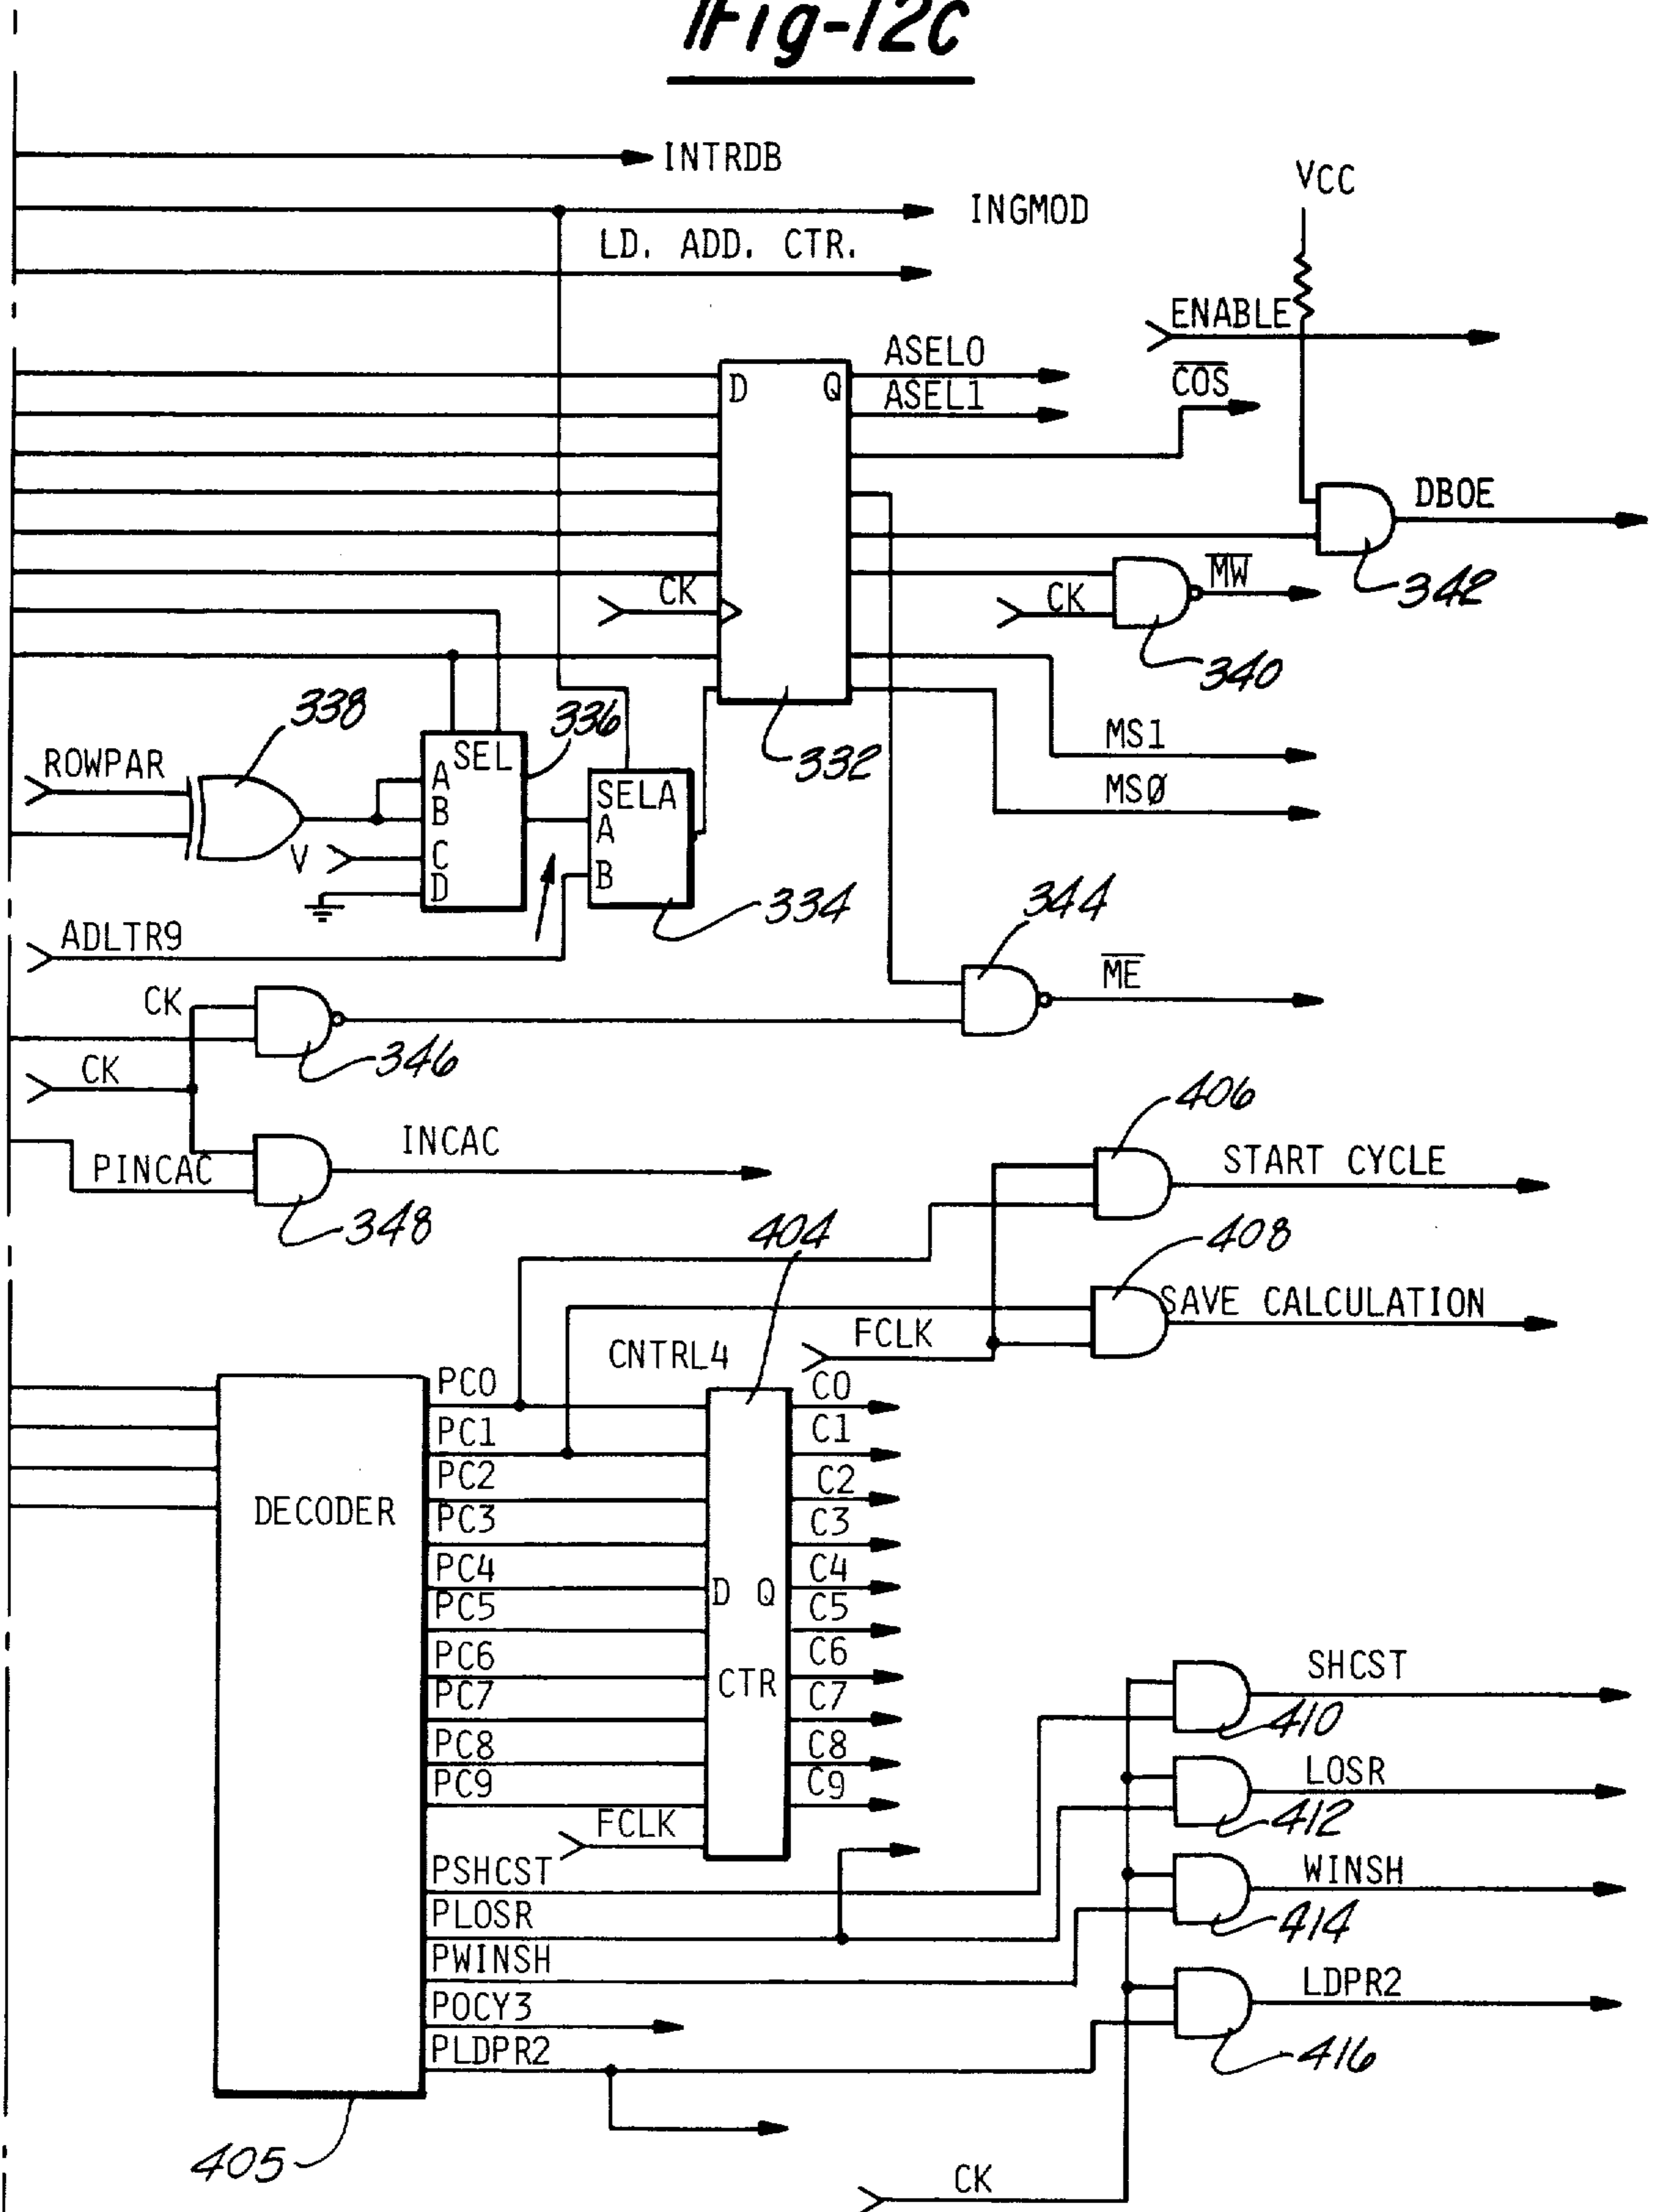 Fig-12C
INTRDB
INGMOD
LD. ADD. CTR.
VCC
ENABLE
ASEL0
D Q
ASEL1
COS
DBOE
342
CK
MW
CK
340
338
336
332
MS1
MSØ
ROWPAR
SEL
A
B
C
D
V
SELA
A
B
334
344
ADLTR9
ME
CK
346
CK
406
INCAC
PINCAC
START CYCLE
348
404
408
SAVE CALCULATION
FCLK
CNTRL4
PC0
C0
PC1
C1
PC2
C2
DECODER
PC3
C3
PC4
C4
D Q
PC5
C5
PC6
C6
CTR
PC7
C7
PC8
C8
PC9
C9
FCLK
SHCST
410
LOSR
412
PSHCST
WINSH
PLOSR
414
PWINSH
POCY3
LDPR2
PLDPR2
416
405
CK